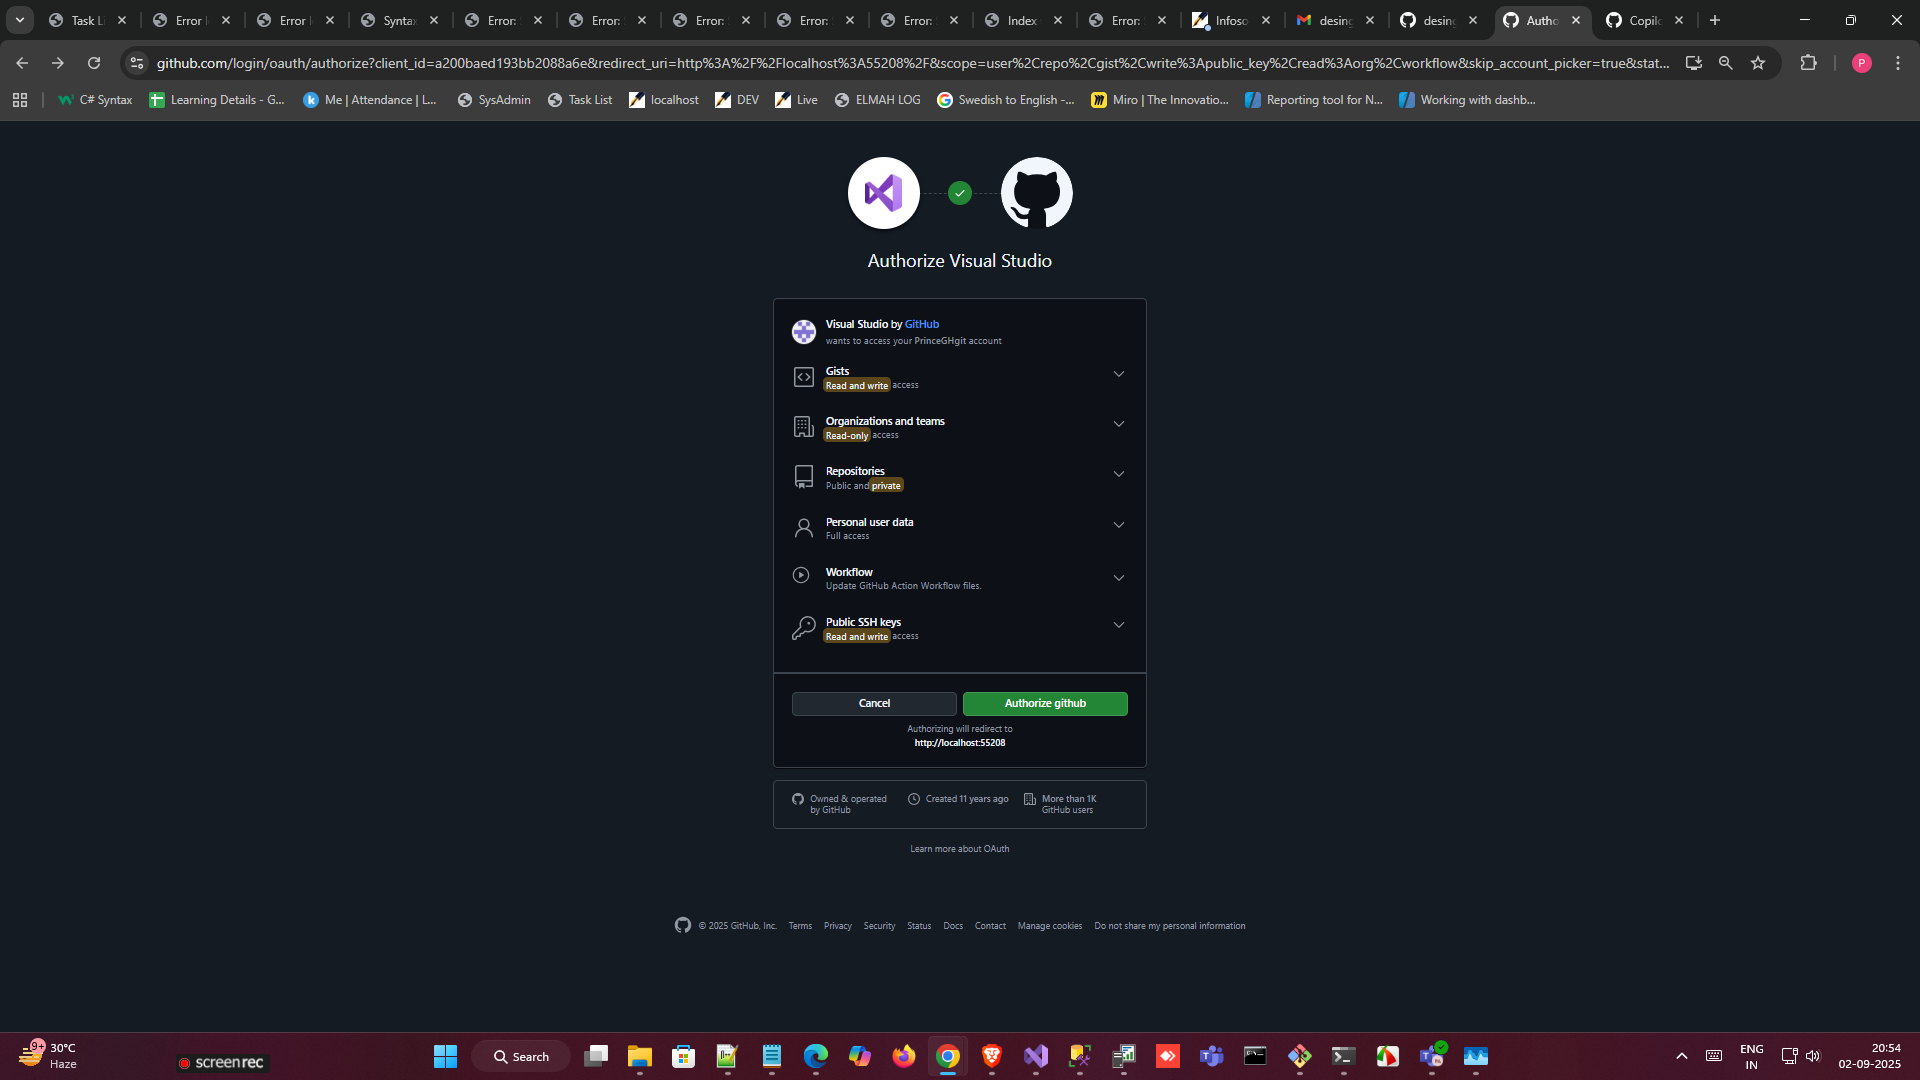 Task Li
Error i
Error i
Syntax
Error:
Error:
Error:
Error:
Error:
Index
Error:
Infoso
desing
desing
Autho
Copilo
github.com/login/oauth/authorize?client_id=a200baed193bb2088a6e&redirect_uri=http%3A%2F%2Flocalhost%3A55208%2F&scope=user%2Crepo%2Cgist%2Cwrite%3Apublic_key%2Cread%3Aorg%2Cworkflow&skip_account_picker=true&stat...
P
C# Syntax
Learning Details - G...
Me | Attendance | L...
SysAdmin
Task List
localhost
DEV
Live
ELMAH LOG
Swedish to English -...
Miro | The Innovatio...
Reporting tool for N...
Working with dashb...
Authorize Visual Studio
Visual Studio by GitHub
wants to access your PrinceGHgit account
Gists
Read and write access
Organizations and teams
Read-only access
Repositories
Public and private
Personal user data
Full access
Workflow
Update GitHub Action Workflow files.
Public SSH keys
Read and write access
Cancel
Authorize github
Authorizing will redirect to
http://localhost:55208
Owned & operated
by GitHub
Created 11 years ago
More than 1K
GitHub users
Learn more about OAuth
© 2025 GitHub, Inc.
Terms
Privacy
Security
Status
Docs
Contact
Manage cookies
Do not share my personal information
9+
30°C
Haze
screenrec
Search
ENG
IN
20:54
02-09-2025